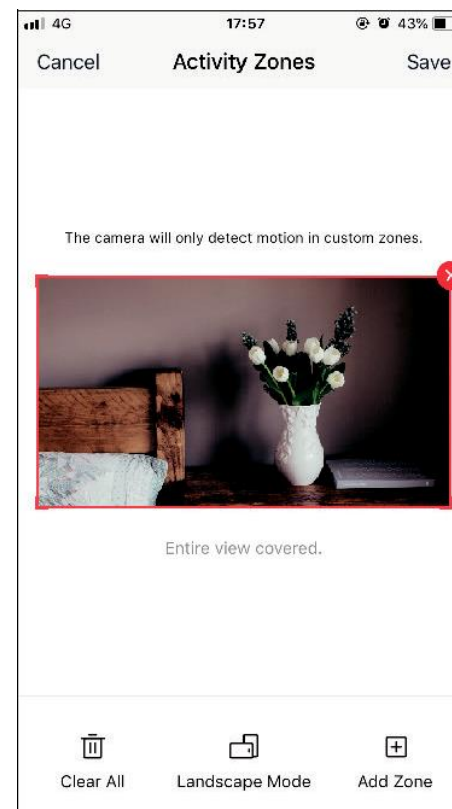 4G 17:57 43%
Cancel Activity Zones Save
The camera will only detect motion in custom zones.
Entire view covered.
Clear All Landscape Mode Add Zone